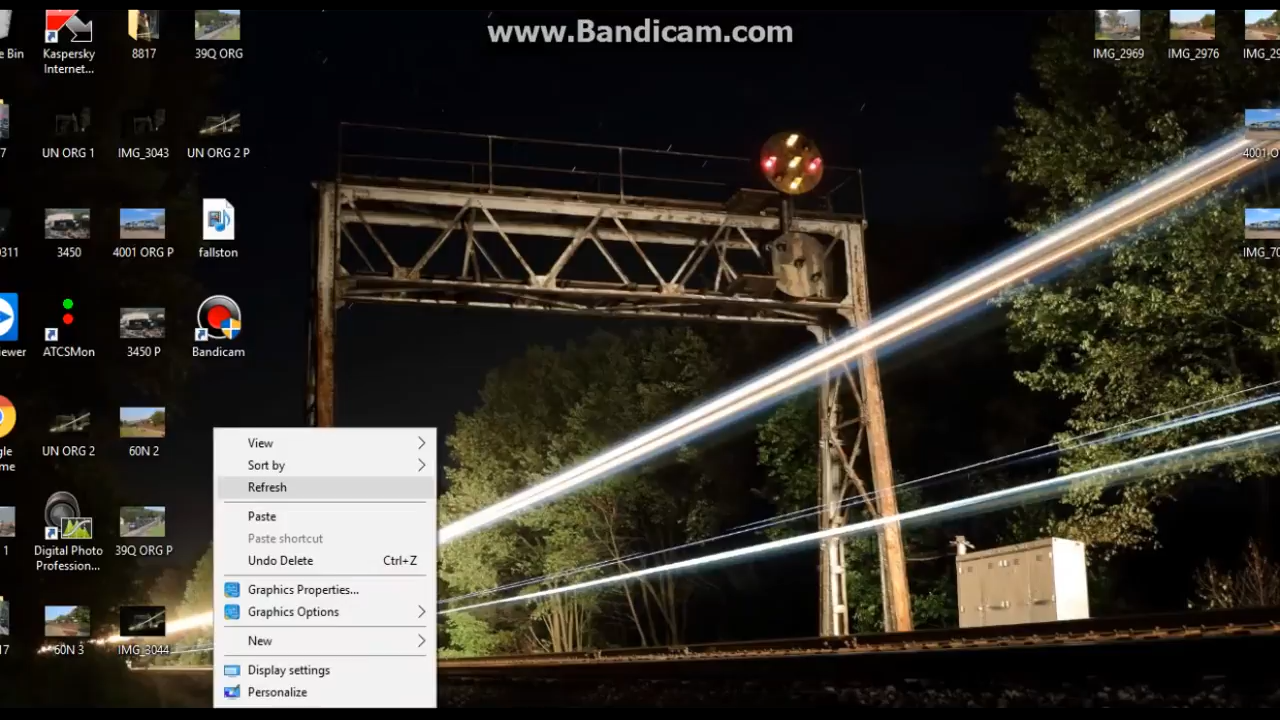 www.Bandicam.com
e Bin
Kaspersky
Internet...
8817
39Q ORG
IMG_2969
IMG_2976
IMG_29
7
UN ORG 1
IMG_3043
UN ORG 2 P
4001 O
0311
3450
4001 ORG P
fallston
IMG_70
ewer
ATCSMon
3450 P
Bandicam
gle
me
UN ORG 2
60N 2
1
Digital Photo
Profession...
39Q ORG P
17
60N 3
IMG_3044
View
Sort by
Refresh
Paste
Paste shortcut
Undo Delete Ctrl+Z
Graphics Properties...
Graphics Options
New
Display settings
Personalize